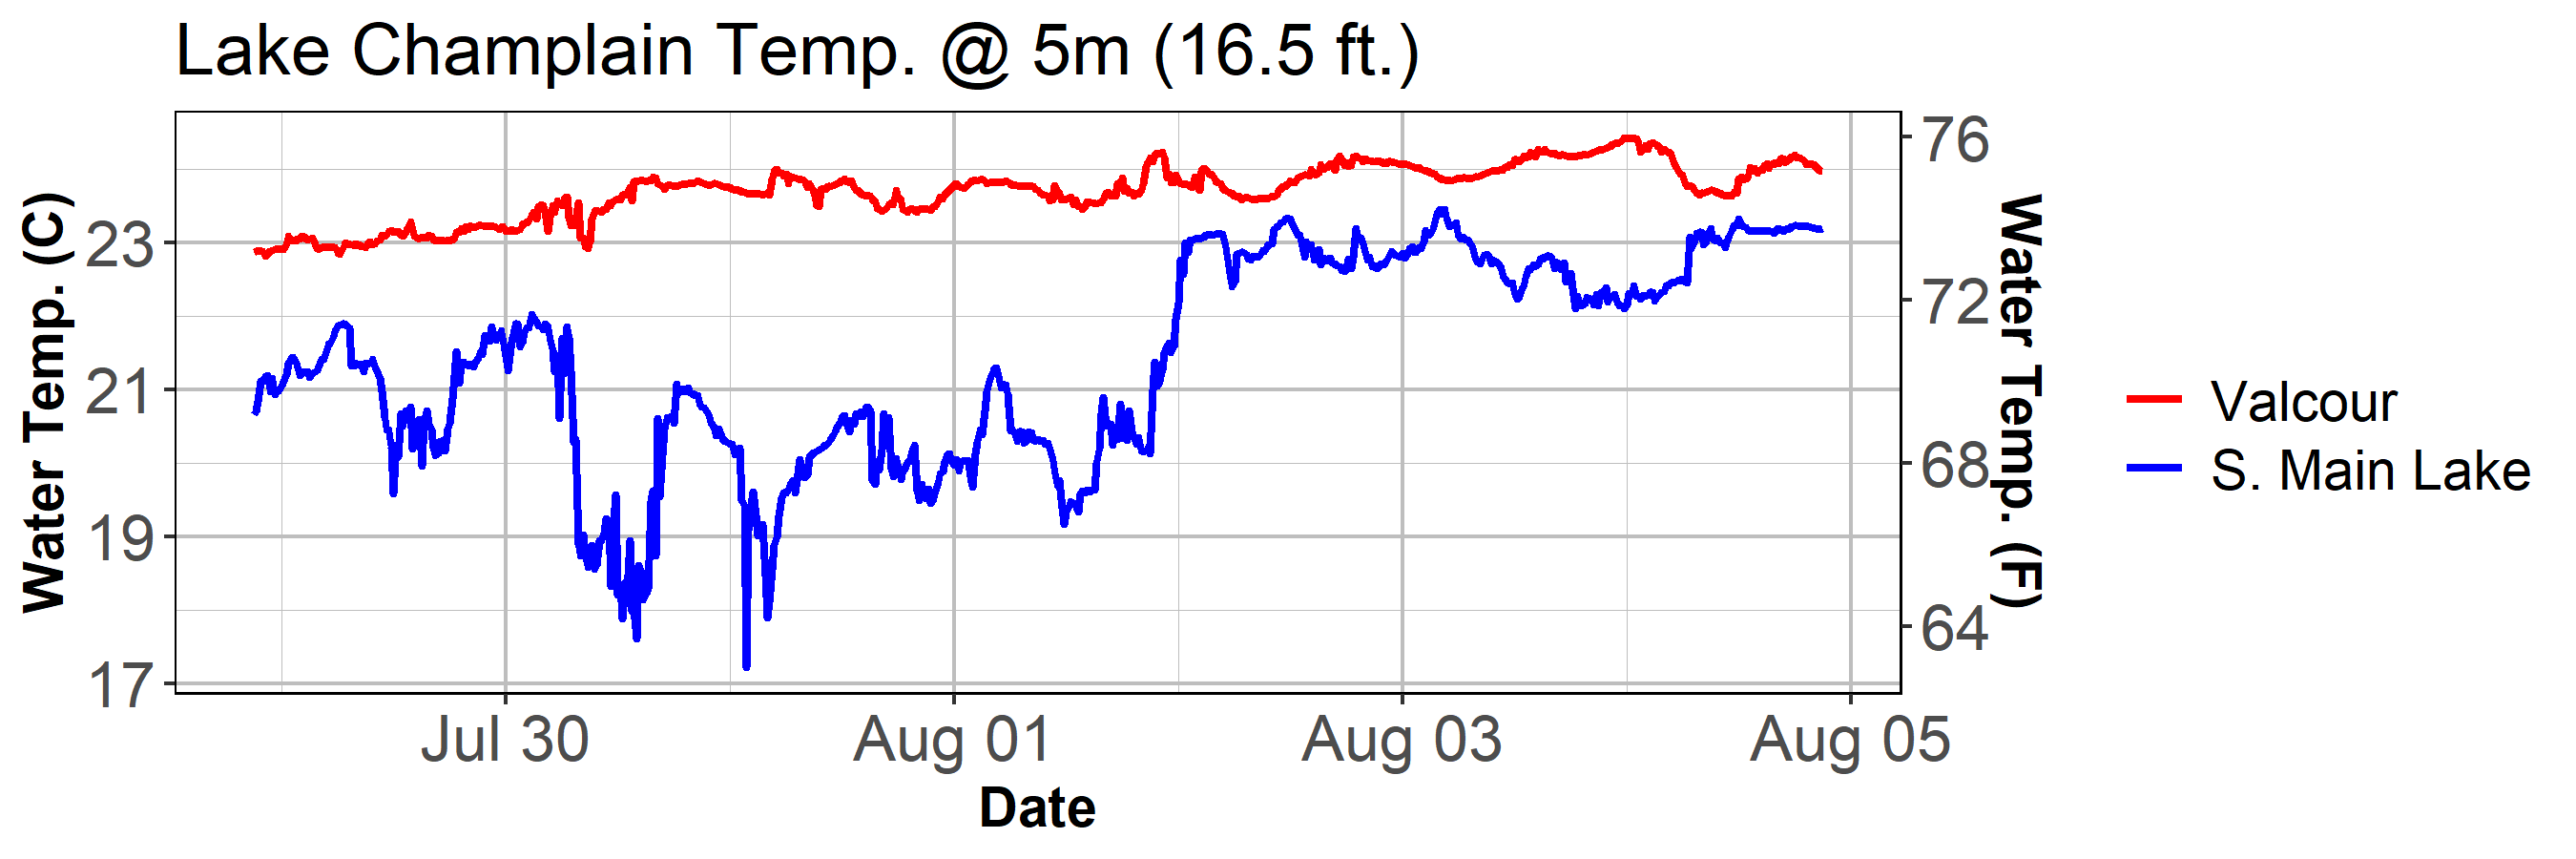 Lake Champlain Temp. @ 5m (16.5 ft.)
Water Temp. (C)
23
21
19
17
76
72
68
64
Water Temp. (F)
Jul 30
Aug 01
Aug 03
Aug 05
Date
Valcour
S. Main Lake